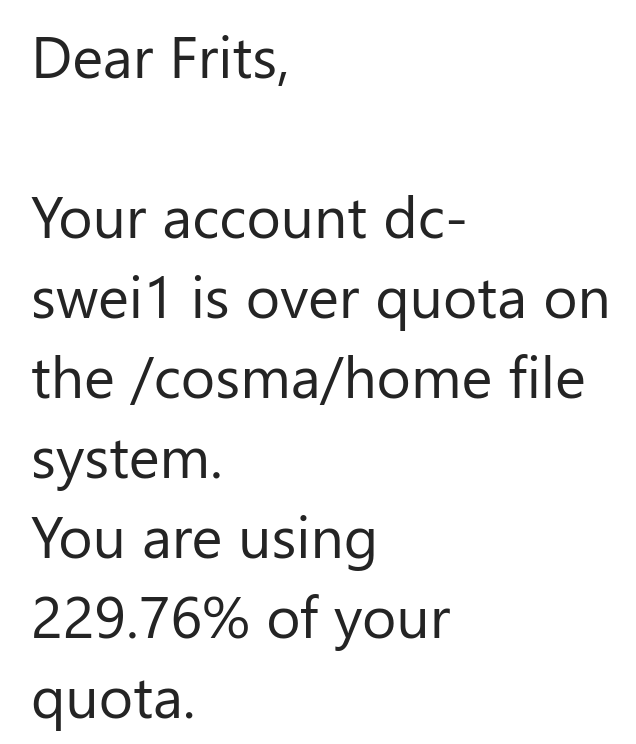 Dear Frits,
Your account dc-
swei1 is over quota on
the /cosma/home file
system.
You are using
229.76% of your
quota.